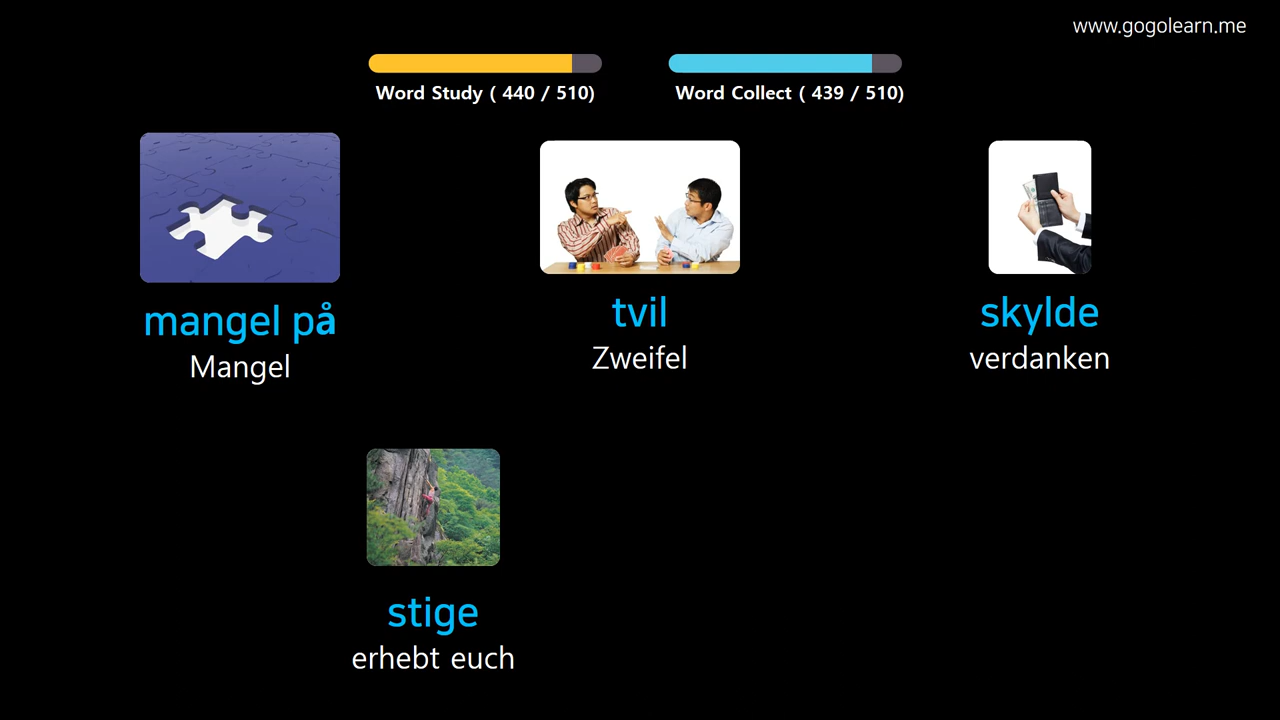 www.gogolearn.me
Word Study ( 440 / 510)
Word Collect ( 439 / 510)
mangel på
Mangel
tvil
Zweifel
skylde
verdanken
stige
erhebt euch